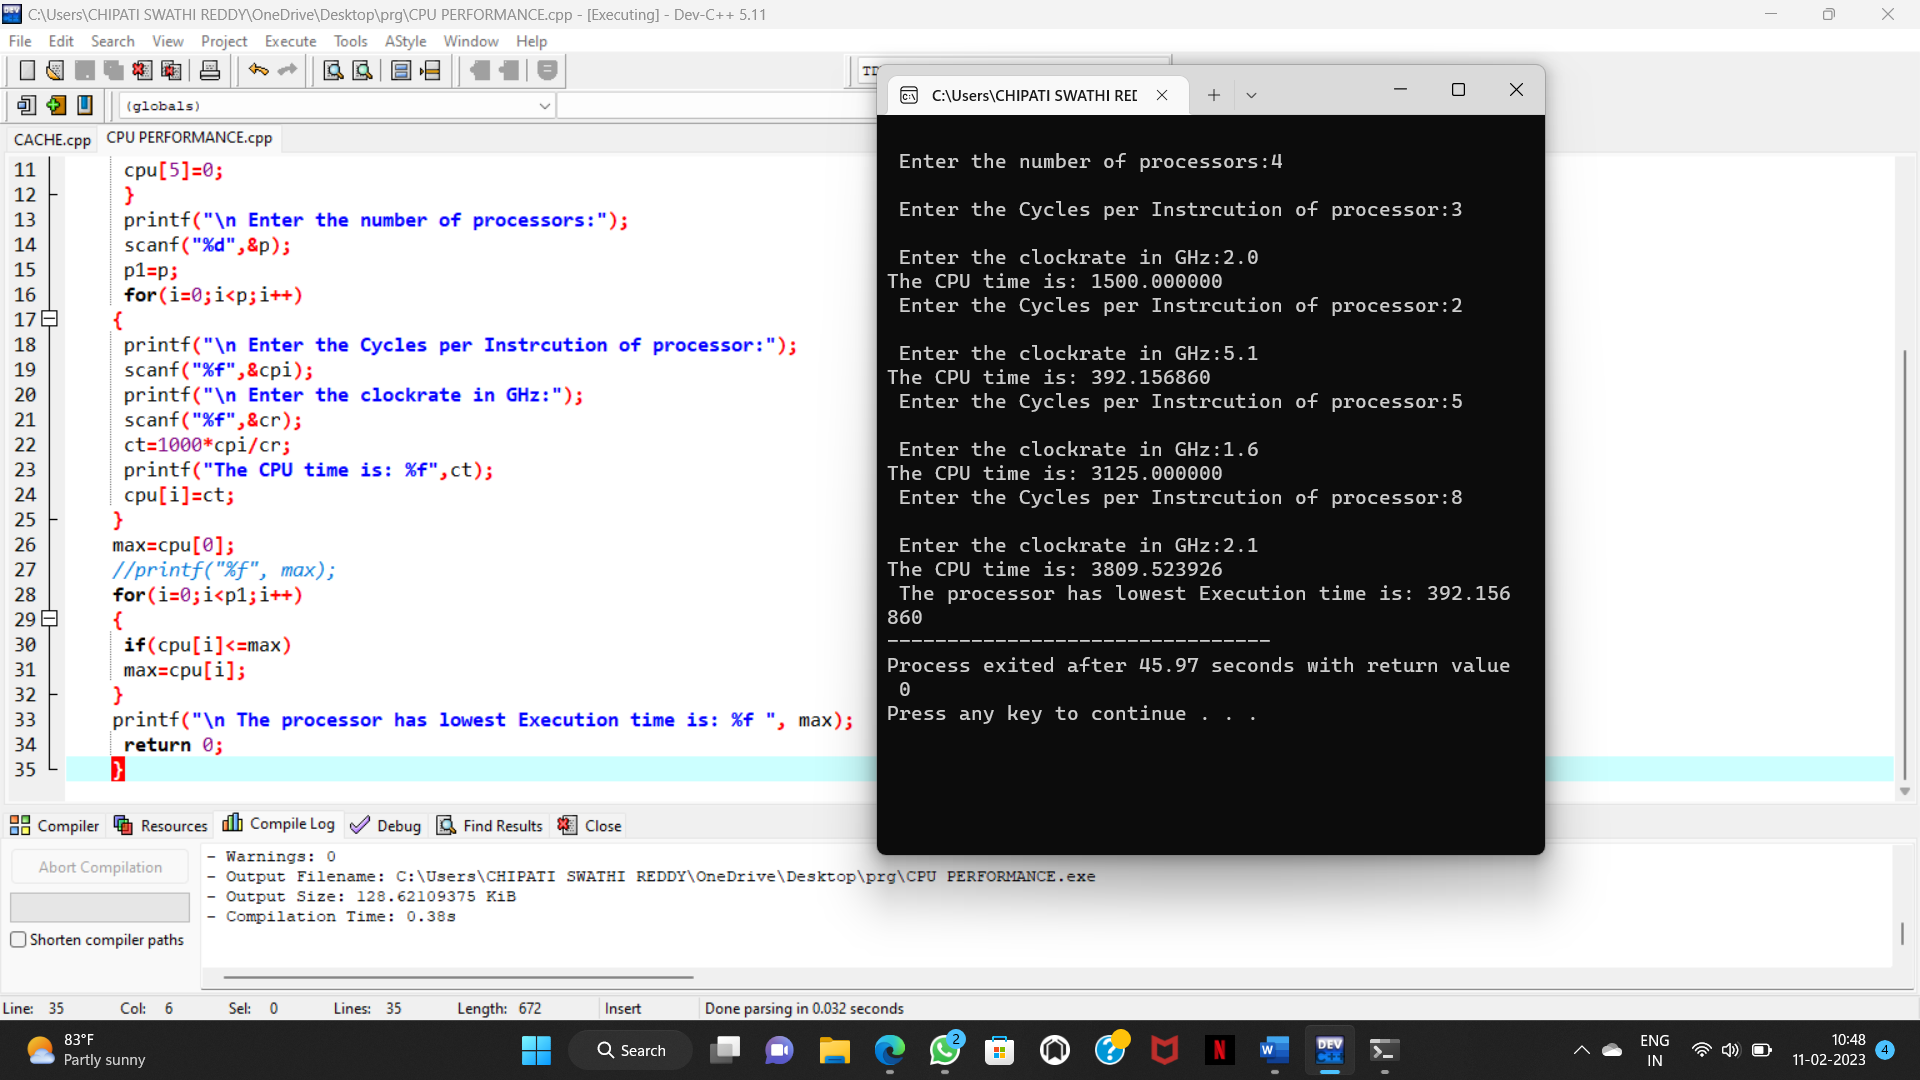 C:\Users\CHIPATI SWATHI REDDY\OneDrive\Desktop\prg\CPU PERFORMANCE.cpp - [Executing] - Dev-C++ 5.11
File Edit Search View Project Execute Tools AStyle Window Help
(globals)
CACHE.cpp CPU PERFORMANCE.cpp
11 cpu[5]=0;
12 }
13 printf("\n Enter the number of processors:");
14 scanf("%d",&p);
15 p1=p;
16 for(i=0;i<p;i++)
17 {
18 printf("\n Enter the Cycles per Instrcution of processor:");
19 scanf("%f",&cpi);
20 printf("\n Enter the clockrate in GHz:");
21 scanf("%f",&cr);
22 ct=1000*cpi/cr;
23 printf("The CPU time is: %f",ct);
24 cpu[i]=ct;
25 }
26 max=cpu[0];
27 //printf("%f", max);
28 for(i=0;i<p1;i++)
29 {
30 if(cpu[i]<=max)
31 max=cpu[i];
32 }
33 printf("\n The processor has lowest Execution time is: %f ", max);
34 return 0;
35 }
C:\Users\CHIPATI SWATHI RED
Enter the number of processors:4
Enter the Cycles per Instrcution of processor:3
Enter the clockrate in GHz:2.0
The CPU time is: 1500.000000
Enter the Cycles per Instrcution of processor:2
Enter the clockrate in GHz:5.1
The CPU time is: 392.156860
Enter the Cycles per Instrcution of processor:5
Enter the clockrate in GHz:1.6
The CPU time is: 3125.000000
Enter the Cycles per Instrcution of processor:8
Enter the clockrate in GHz:2.1
The CPU time is: 3809.523926
The processor has lowest Execution time is: 392.156
860
--------------------------------
Process exited after 45.97 seconds with return value
0
Press any key to continue . . .
Compiler Resources Compile Log Debug Find Results Close
Abort Compilation
Shorten compiler paths
- Warnings: 0
- Output Filename: C:\Users\CHIPATI SWATHI REDDY\OneDrive\Desktop\prg\CPU PERFORMANCE.exe
- Output Size: 128.62109375 KiB
- Compilation Time: 0.38s
Line: 35 Col: 6 Sel: 0 Lines: 35 Length: 672 Insert Done parsing in 0.032 seconds
83°F
Partly sunny
Search
2
DEV
C++
ENG
IN
10:48
11-02-2023
4